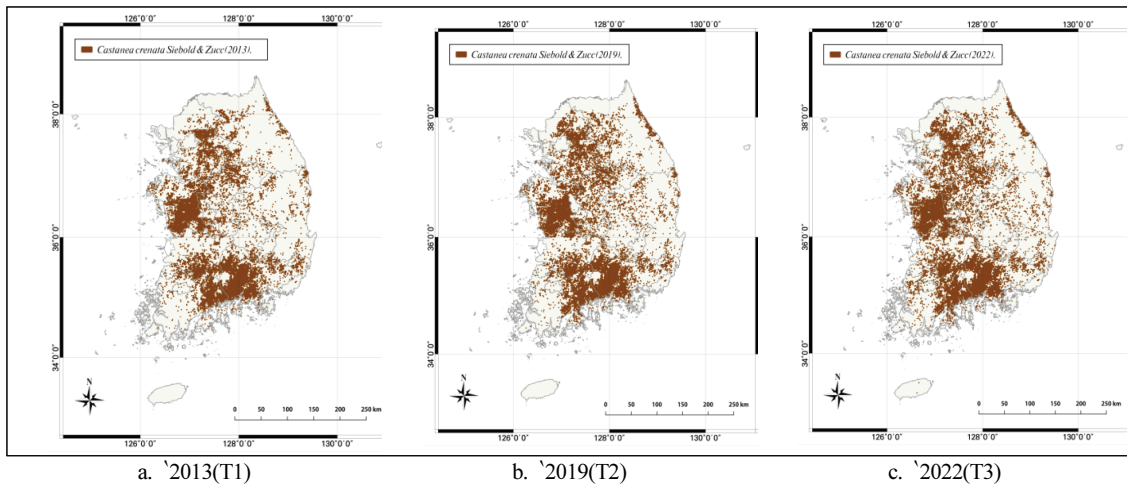 126°0'0" 128°0'0" 130°0'0"
Castanea crenata Siebold & Zucc(2013).
38°0'0"
36°0'0"
34°0'0"
N
0 50 100 150 200 250 km
126°0'0" 128°0'0" 130°0'0"
a. `2013(T1)
126°0'0" 128°0'0" 130°0'0"
Castanea crenata Siebold & Zucc(2019).
38°0'0"
36°0'0"
34°0'0"
N
0 50 100 150 200 250 km
126°0'0" 128°0'0" 130°0'0"
b. `2019(T2)
126°0'0" 128°0'0" 130°0'0"
Castanea crenata Siebold & Zucc(2022).
38°0'0"
36°0'0"
34°0'0"
N
0 50 100 150 200 250 km
126°0'0" 128°0'0" 130°0'0"
c. `2022(T3)